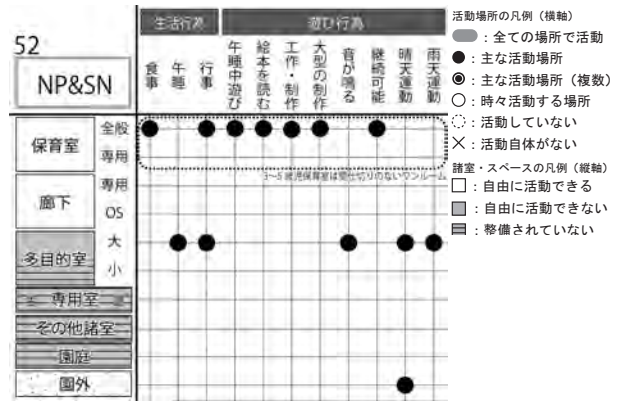 52
NP&SN
生活行為
遊び行為
食事
午睡
行事
午睡中遊び
絵本を読む
工作・制作
大型の制作
音が鳴る
継続可能
晴天運動
雨天運動
保育室
全般
専用
廊下
専用
OS
多目的室
大
小
専用室
その他諸室
園庭
園外
3~5歳児保育室は間仕切りのないワンルーム
活動場所の凡例（横軸）
：全ての場所で活動
：主な活動場所
：主な活動場所（複数）
：時々活動する場所
：活動していない
：活動自体がない
諸室・スペースの凡例（縦軸）
：自由に活動できる
：自由に活動できない
：整備されていない